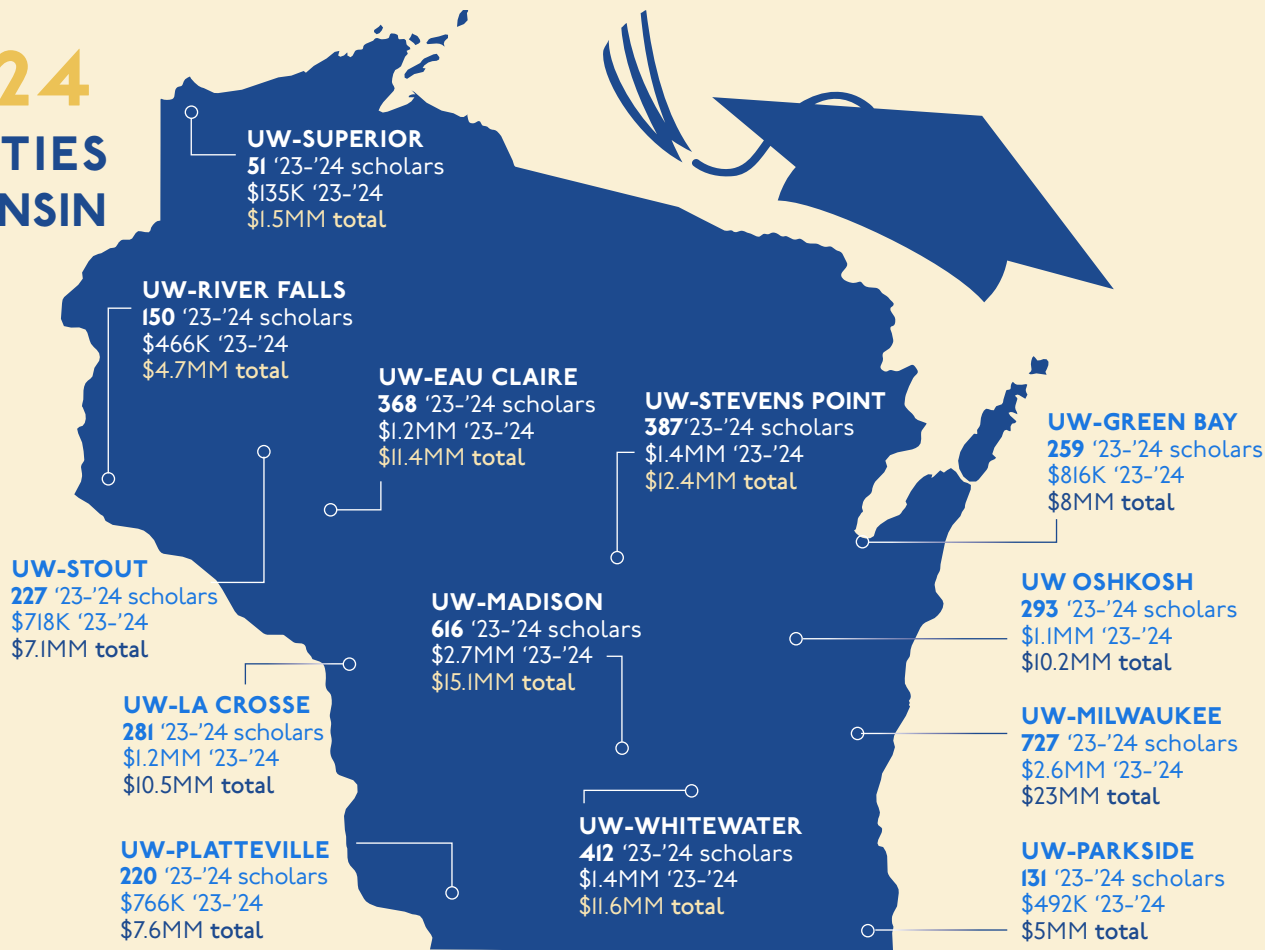 24
TIES
NSIN
UW-SUPERIOR
51 ‘23-’24 scholars
$135K ‘23-’24
$1.5MM total
UW-RIVER FALLS
150 ‘23-’24 scholars
$466K ‘23-’24
$4.7MM total
UW-EAU CLAIRE
368 ‘23-’24 scholars
$1.2MM ‘23-’24
$11.4MM total
UW-STEVENS POINT
387‘23-’24 scholars
$1.4MM ‘23-’24
$12.4MM total
UW-GREEN BAY
259 ‘23-’24 scholars
$816K ‘23-’24
$8MM total
UW-STOUT
227 ‘23-’24 scholars
$718K ‘23-’24
$7.1MM total
UW-MADISON
616 ‘23-’24 scholars
$2.7MM ‘23-’24
$15.1MM total
UW OSHKOSH
293 ‘23-’24 scholars
$1.1MM ‘23-’24
$10.2MM total
UW-LA CROSSE
281 ‘23-’24 scholars
$1.2MM ‘23-’24
$10.5MM total
UW-MILWAUKEE
727 ‘23-’24 scholars
$2.6MM ‘23-’24
$23MM total
UW-WHITEWATER
412 ‘23-’24 scholars
$1.4MM ‘23-’24
$11.6MM total
UW-PLATTEVILLE
220 ‘23-’24 scholars
$766K ‘23-’24
$7.6MM total
UW-PARKSIDE
131 ‘23-’24 scholars
$492K ‘23-’24
$5MM total